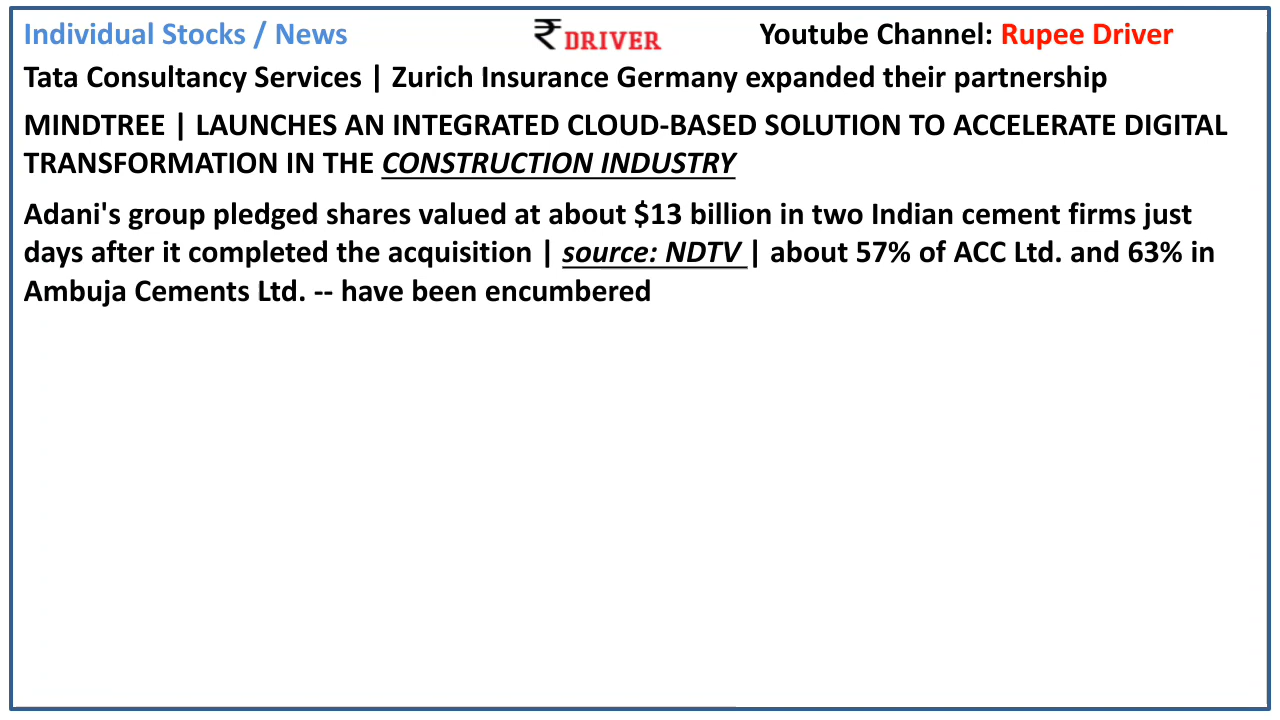 Individual Stocks / News ₹ DRIVER Youtube Channel: Rupee Driver
Tata Consultancy Services | Zurich Insurance Germany expanded their partnership
MINDTREE | LAUNCHES AN INTEGRATED CLOUD-BASED SOLUTION TO ACCELERATE DIGITAL
TRANSFORMATION IN THE CONSTRUCTION INDUSTRY
Adani's group pledged shares valued at about $13 billion in two Indian cement firms just
days after it completed the acquisition | source: NDTV | about 57% of ACC Ltd. and 63% in
Ambuja Cements Ltd. -- have been encumbered